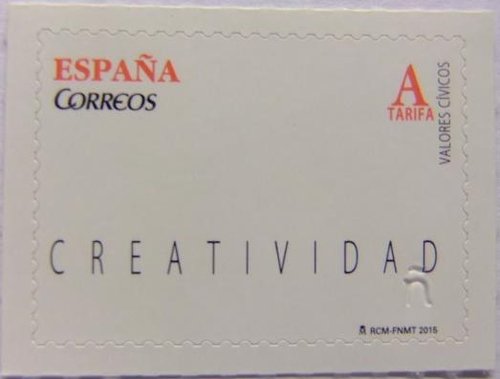 ESPAÑA
CORREOS
A
TARIFA
VALORES CÍVICOS
CREATIVIDAD
ñ
RCM-FNMT 2015